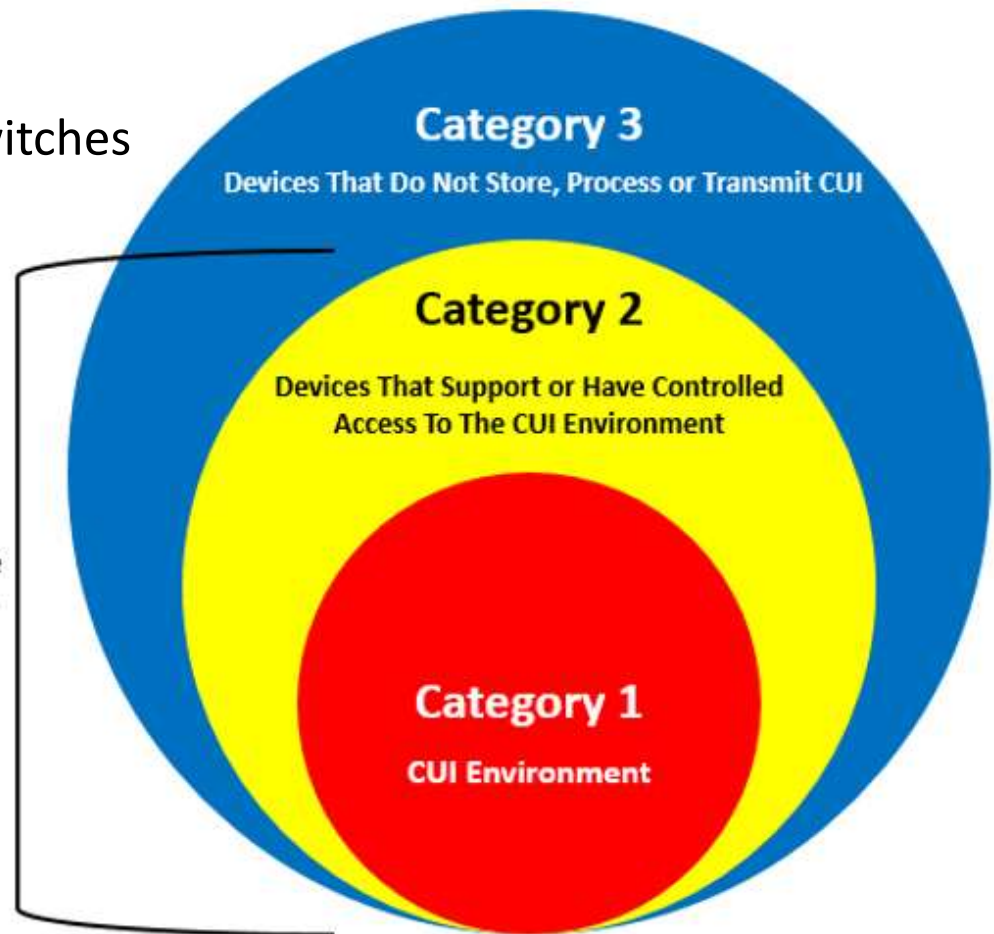 Category 3
witches
Devices That Do Not Store, Process or Transmit CUI
Category 2
Devices That Support or Have Controlled
Access To The CUI Environment
Category 1
CUI Environment